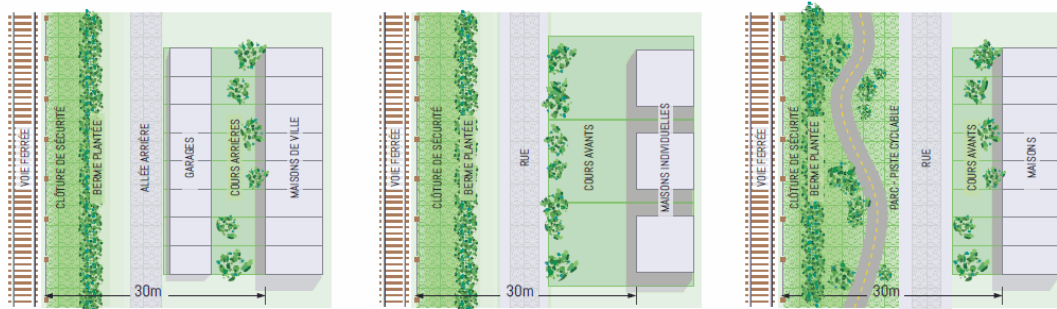 VOIE FERRÉE
CLÔTURE DE SÉCURITÉ
BERME PLANTÉE
ALLÉE ARRIÈRE
GARAGES
COURS ARRIÈRES
MAISONS DE VILLE
30m
VOIE FERRÉE
CLÔTURE DE SÉCURITÉ
BERME PLANTÉE
RUE
COURS AVANTS
MAISONS INDIVIDUELLES
30m
VOIE FERRÉE
CLÔTURE DE SÉCURITÉ
BERME PLANTÉE
PARC - PISTE CYCLABLE
RUE
COURS AVANTS
MAISONS
30m